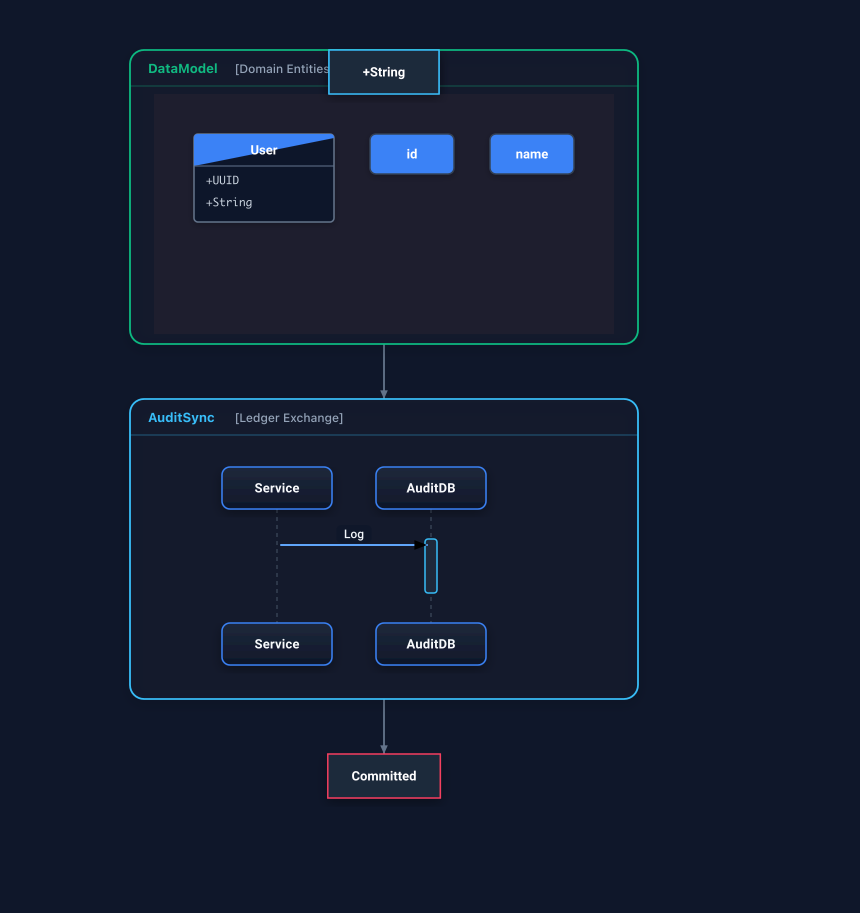 DataModel [Domain Entities
+String
User
+UUID
+String
id
name
AuditSync [Ledger Exchange]
Service AuditDB
Log
Service AuditDB
Committed